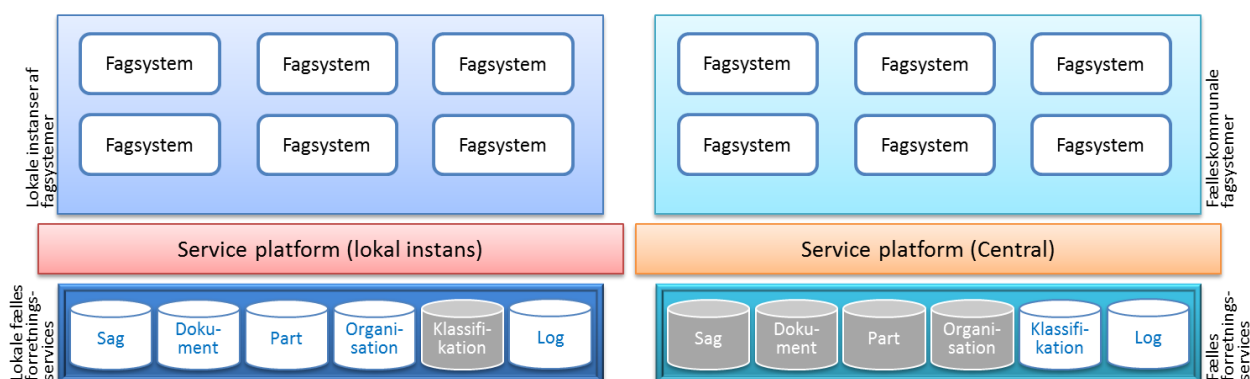 Lokale instanser af
fagsystemer
Fagsystem
Fagsystem
Fagsystem
Fagsystem
Fagsystem
Fagsystem
Fagsystem
Fagsystem
Fagsystem
Fagsystem
Fagsystem
Fagsystem
Fælleskommunale
fagsystemer
Service platform (lokal instans)
Service platform (Central)
Lokale fælles
forretnings-
services
Sag
Doku-
ment
Part
Organi-
sation
Klassifi-
kation
Log
Sag
Doku-
ment
Part
Organi-
sation
Klassifi-
kation
Log
Fælles
forretnings-
services